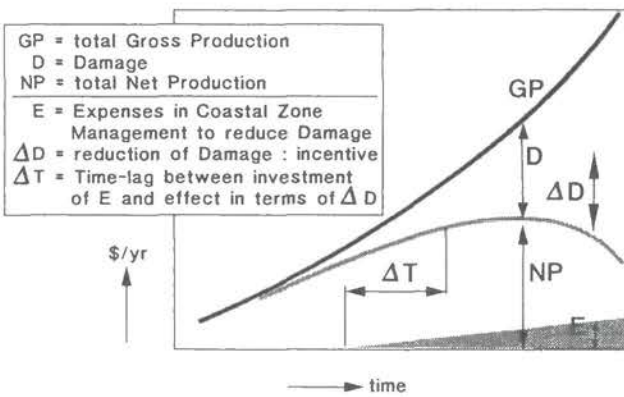 GP = total Gross Production
D = Damage
NP = total Net Production
E = Expenses in Coastal Zone
Management to reduce Damage
ΔD = reduction of Damage : incentive
ΔT = Time-lag between investment
of E and effect in terms of ΔD
GP
D
ΔD
$/yr
ΔT
NP
E
time